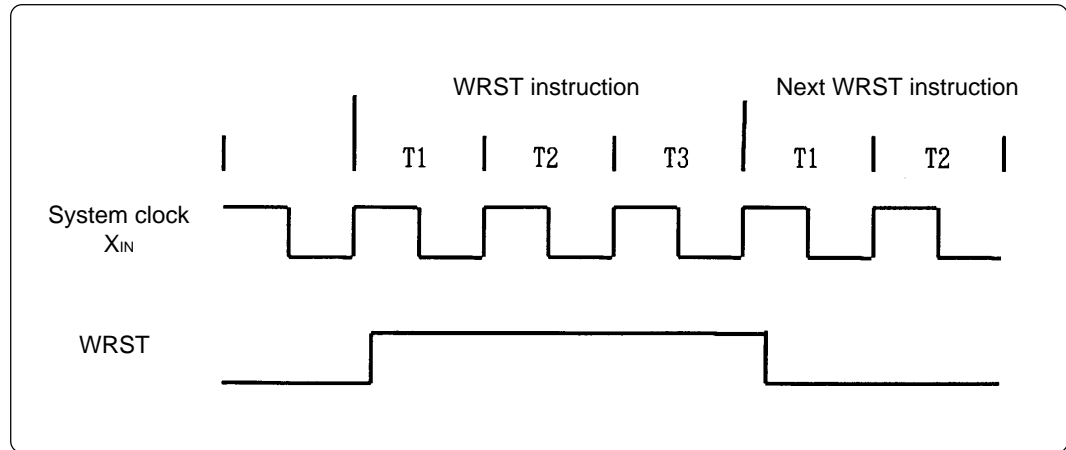 WRST instruction Next WRST instruction
T1 T2 T3 T1 T2
System clock
XIN
WRST